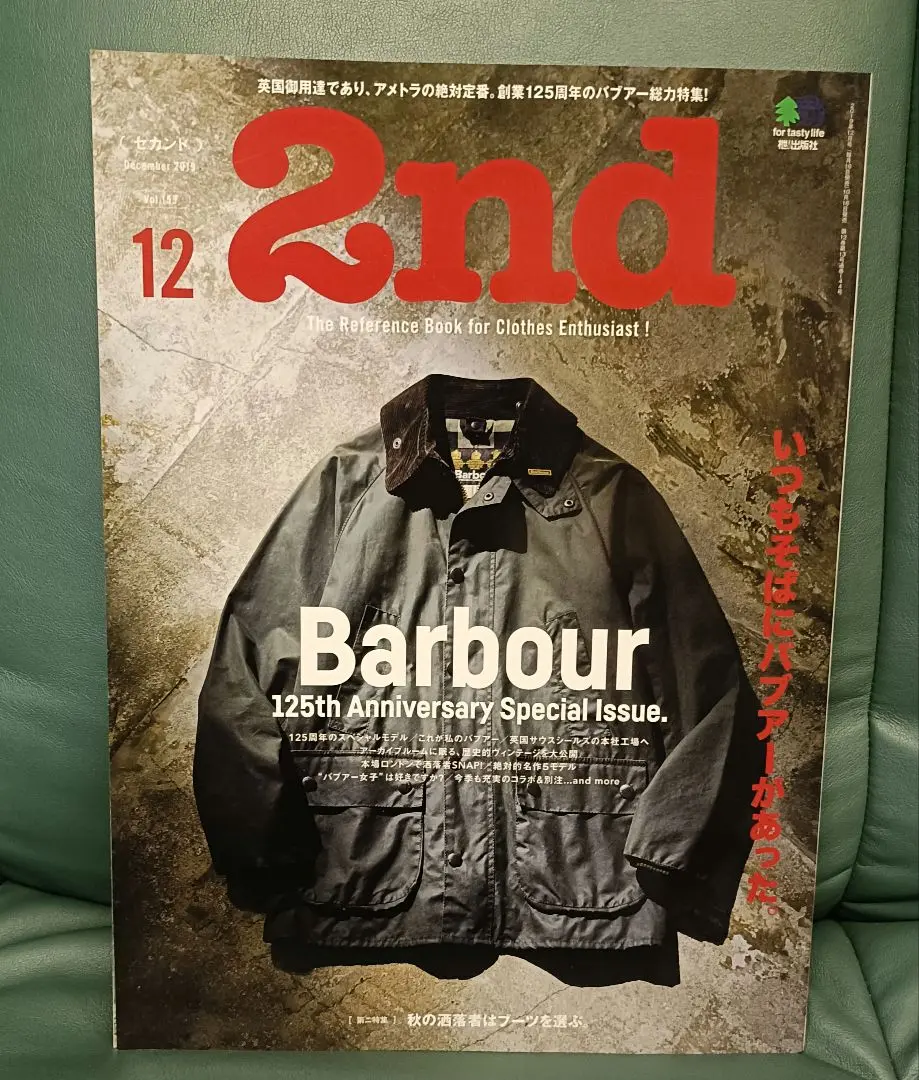 英国御用達であり、アメトラの絶対定番。創業125周年のバブアー総力特集!
( セカンド )
December 2019
12
2nd
for tasty life
枻出版社
The Reference Book for Clothes Enthusiast !
いつもそばにバブアーがあった。
Barbour
125th Anniversary Special Issue.
125周年のスペシャルモデル／これが私のバブアー／英国サウスシールズの本社工場へ
アーカイブルームに眠る、歴史的ヴィンテージを大公開
本場ロンドンで洒落者SNAP!／絶対的名作5モデル
“バブアー女子”は好きですか?／今季も充実のコラボ&別注...and more
[ 第二特集 ] 秋の洒落者はブーツを選ぶ。